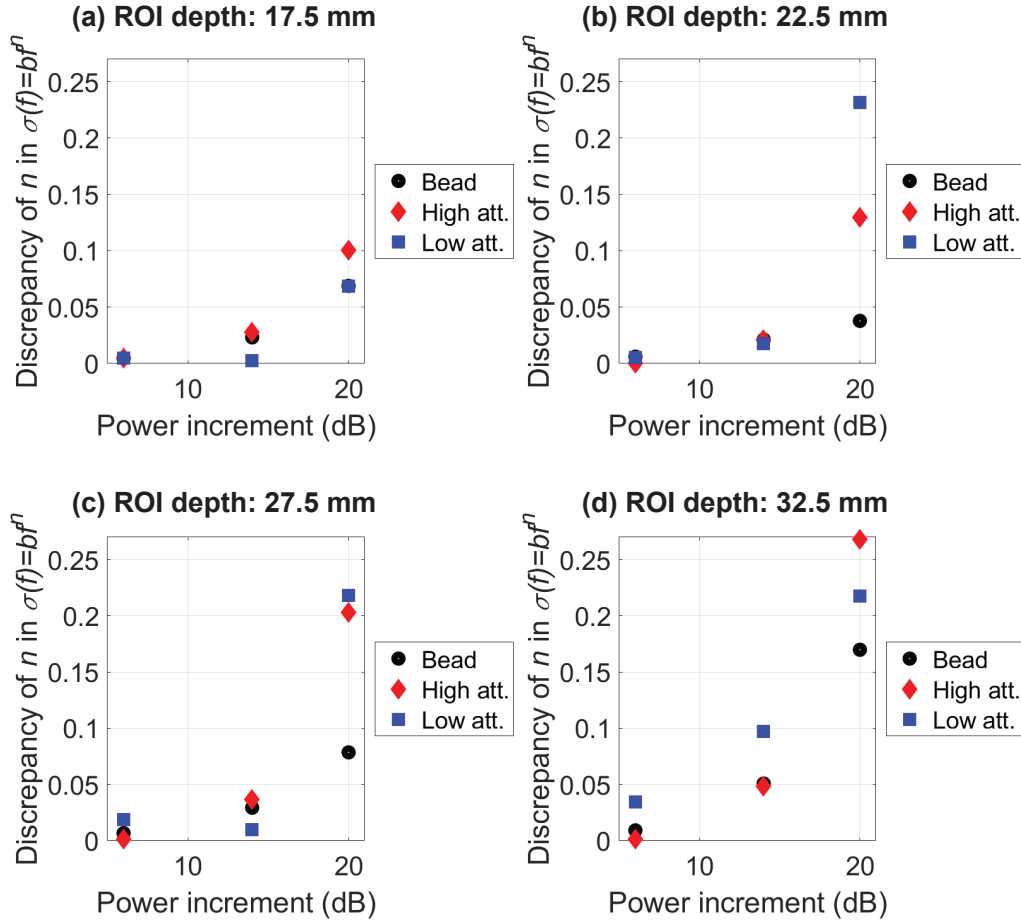 (a) ROI depth: 17.5 mm
Discrepancy of n in σ(f)=bfⁿ
0.25
0.2
0.15
0.1
0.05
0
10
20
Power increment (dB)
Bead
High att.
Low att.
(b) ROI depth: 22.5 mm
Discrepancy of n in σ(f)=bfⁿ
0.25
0.2
0.15
0.1
0.05
0
10
20
Power increment (dB)
Bead
High att.
Low att.
(c) ROI depth: 27.5 mm
Discrepancy of n in σ(f)=bfⁿ
0.25
0.2
0.15
0.1
0.05
0
10
20
Power increment (dB)
Bead
High att.
Low att.
(d) ROI depth: 32.5 mm
Discrepancy of n in σ(f)=bfⁿ
0.25
0.2
0.15
0.1
0.05
0
10
20
Power increment (dB)
Bead
High att.
Low att.